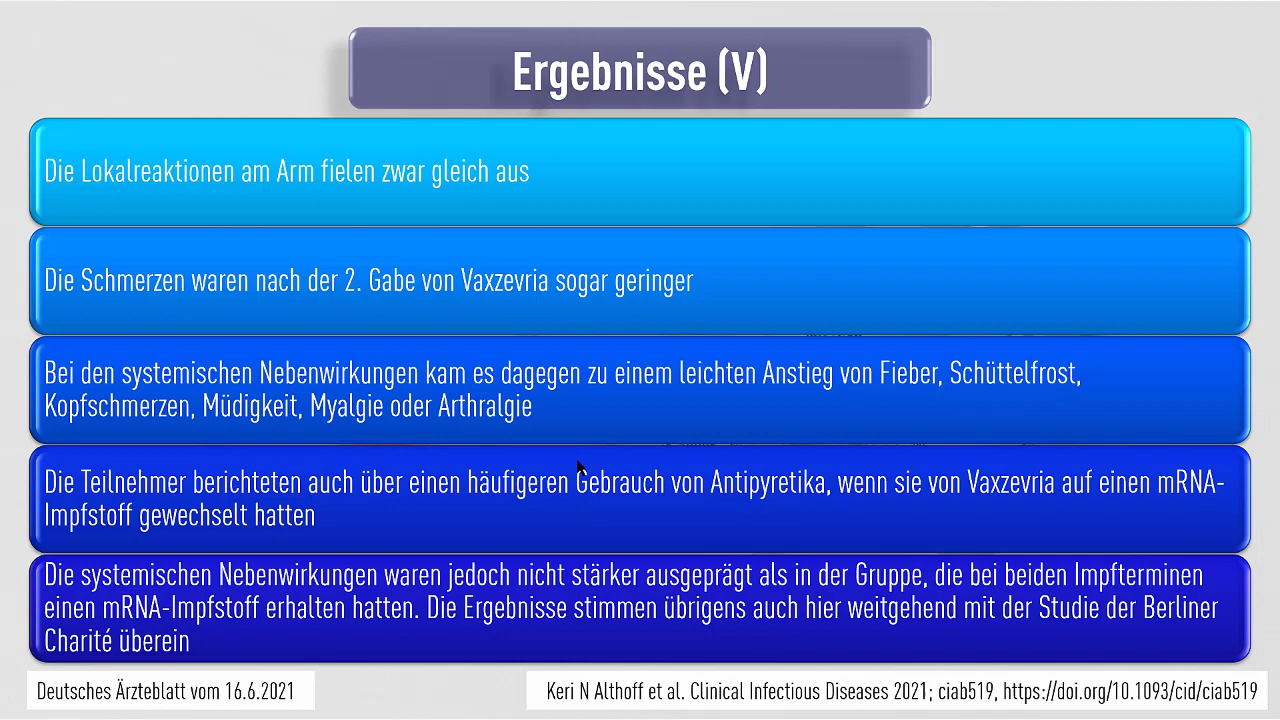 Ergebnisse (V)
Die Lokalreaktionen am Arm fielen zwar gleich aus
Die Schmerzen waren nach der 2. Gabe von Vaxzevria sogar geringer
Bei den systemischen Nebenwirkungen kam es dagegen zu einem leichten Anstieg von Fieber, Schüttelfrost,
Kopfschmerzen, Müdigkeit, Myalgie oder Arthralgie
Die Teilnehmer berichteten auch über einen häufigeren Gebrauch von Antipyretika, wenn sie von Vaxzevria auf einen mRNA-
Impfstoff gewechselt hatten
Die systemischen Nebenwirkungen waren jedoch nicht stärker ausgeprägt als in der Gruppe, die bei beiden Impfterminen
einen mRNA-Impfstoff erhalten hatten. Die Ergebnisse stimmen übrigens auch hier weitgehend mit der Studie der Berliner
Charité überein
Deutsches Ärzteblatt vom 16.6.2021
Keri N Althoff et al. Clinical Infectious Diseases 2021; ciab519, https://doi.org/10.1093/cid/ciab519